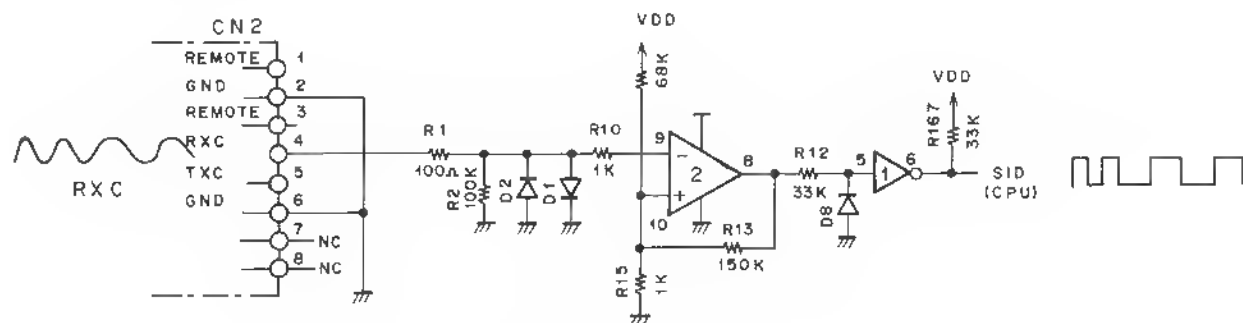 CN2
REMOTE 1
GND 2
REMOTE 3
RXC 4
TXC 5
GND 6
7 NC
8 NC
RXC
R1
100Ω
R2
100K
D2
D1
R10
1K
VDD
68K
9
-
+
10
2
8
R13
150K
R15
1K
R12
33K
D8
5
1
6
VDD
R167
33K
SID
(CPU)